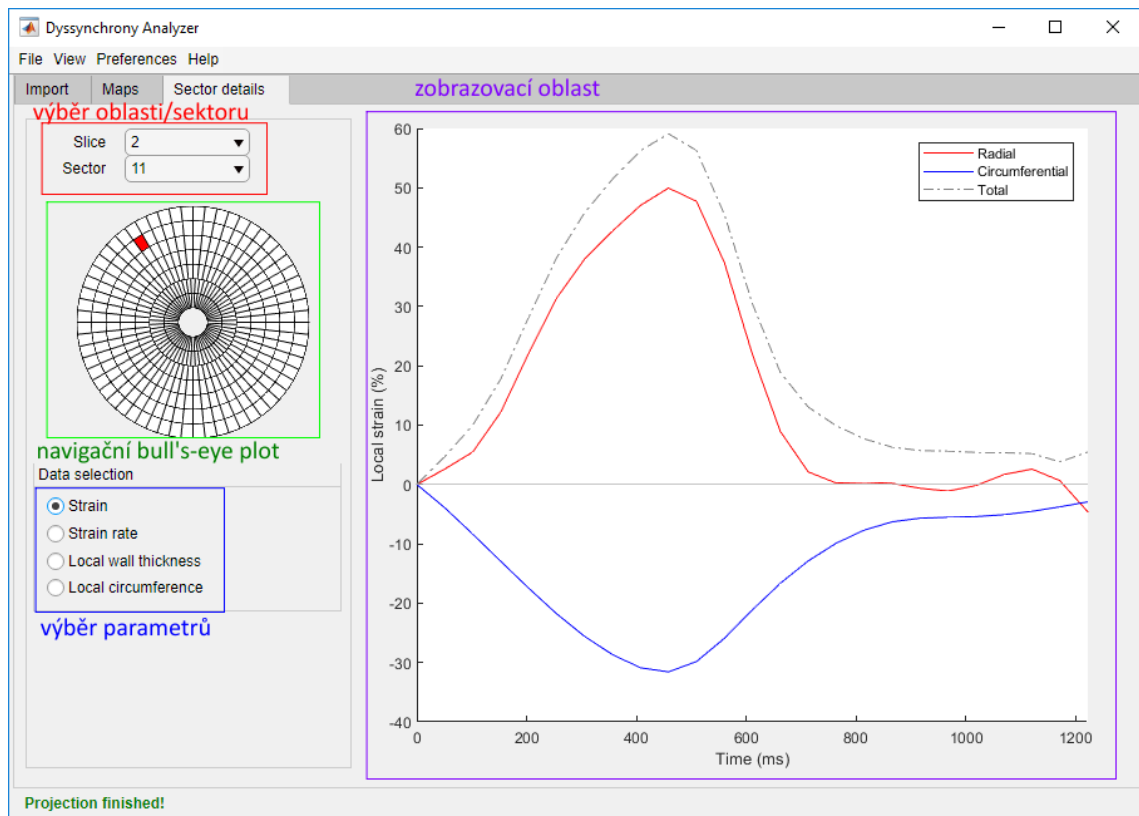 Dyssynchrony Analyzer
File View Preferences Help
Import Maps Sector details
zobrazovací oblast
výběr oblasti/sektoru
Slice 2
Sector 11
navigační bull's-eye plot
Data selection
Strain
Strain rate
Local wall thickness
Local circumference
výběr parametrů
60
50
40
30
20
10
0
-10
-20
-30
-40
Local strain (%)
Radial
Circumferential
Total
0 200 400 600 800 1000 1200
Time (ms)
Projection finished!